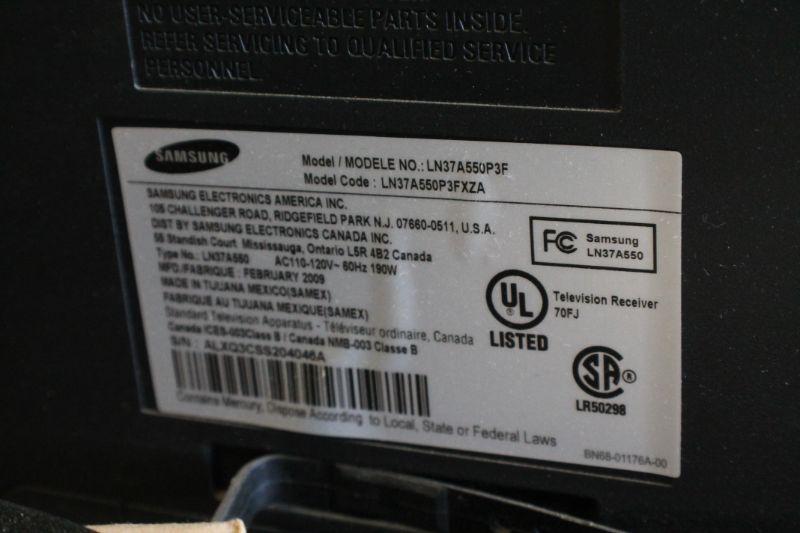 NO USER-SERVICEABLE PARTS INSIDE.
REFER SERVICING TO QUALIFIED SERVICE
PERSONNEL.
SAMSUNG
Model / MODELE NO.: LN37A550P3F
Model Code : LN37A550P3FXZA
SAMSUNG ELECTRONICS AMERICA INC.
105 CHALLENGER ROAD, RIDGEFIELD PARK N.J. 07660-0511, U.S.A.
DIST BY SAMSUNG ELECTRONICS CANADA INC.
55 Standish Court Mississauga, Ontario L5R 4B2 Canada
Type No.: LN37A550 AC110-120V~ 60Hz 190W
MFD./FABRIQUE : FEBRUARY 2009
MADE IN TIJUANA MEXICO(SAMEX)
FABRIQUE AU TIJUANA MEXIQUE(SAMEX)
Standard Television Apparatus - Téléviseur ordinaire, Canada
Canada ICES-003Class B / Canada NMB-003 Classe B
S/N : ALXQ3CSS204046A
Contains Mercury, Dispose According to Local, State or Federal Laws
FC Samsung
LN37A550
UL
LISTED
Television Receiver
70FJ
SA ®
LR50298
BN68-01176A-00